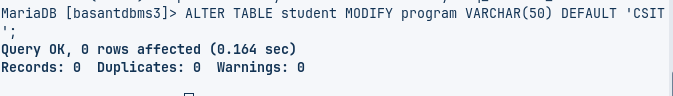 MariaDB [basantdbms3]> ALTER TABLE student MODIFY program VARCHAR(50) DEFAULT 'CSIT
';
Query OK, 0 rows affected (0.164 sec)
Records: 0  Duplicates: 0  Warnings: 0